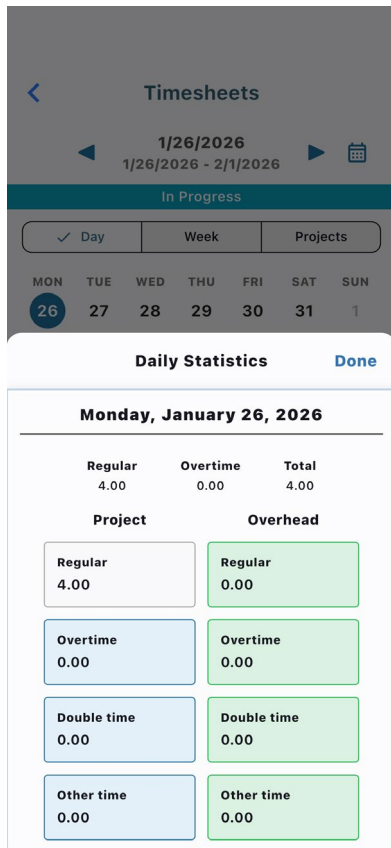 Timesheets
1/26/2026
1/26/2026 - 2/1/2026
In Progress
Day Week Projects
MON TUE WED THU FRI SAT SUN
26 27 28 29 30 31 1
Daily Statistics Done
Monday, January 26, 2026
Regular Overtime Total
4.00 0.00 4.00
Project Overhead
Regular Regular
4.00 0.00
Overtime Overtime
0.00 0.00
Double time Double time
0.00 0.00
Other time Other time
0.00 0.00